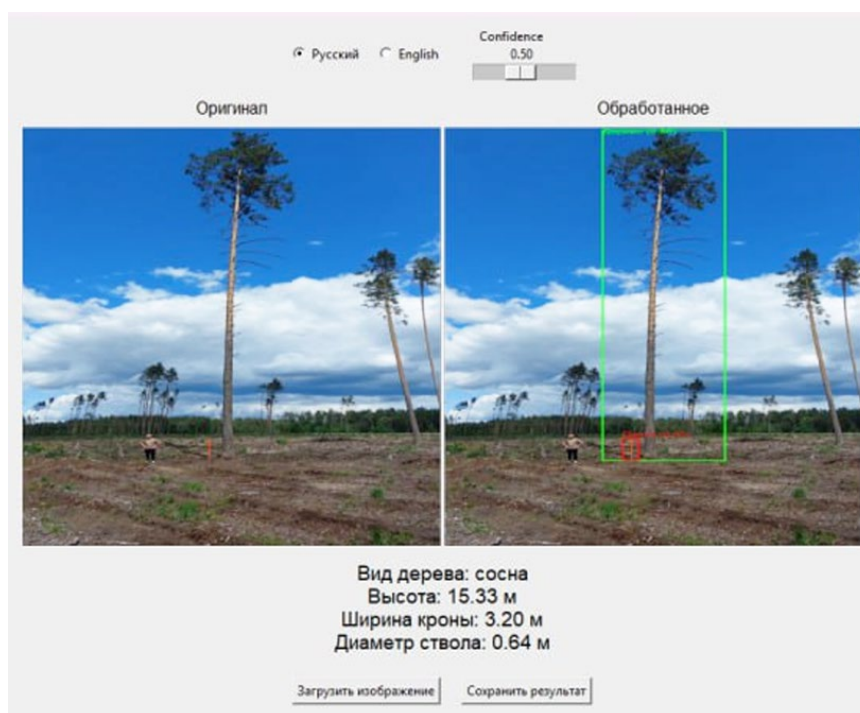 Confidence
Русский English 0.50
Оригинал Обработанное
Вид дерева: сосна
Высота: 15.33 м
Ширина кроны: 3.20 м
Диаметр ствола: 0.64 м
Загрузить изображение Сохранить результат